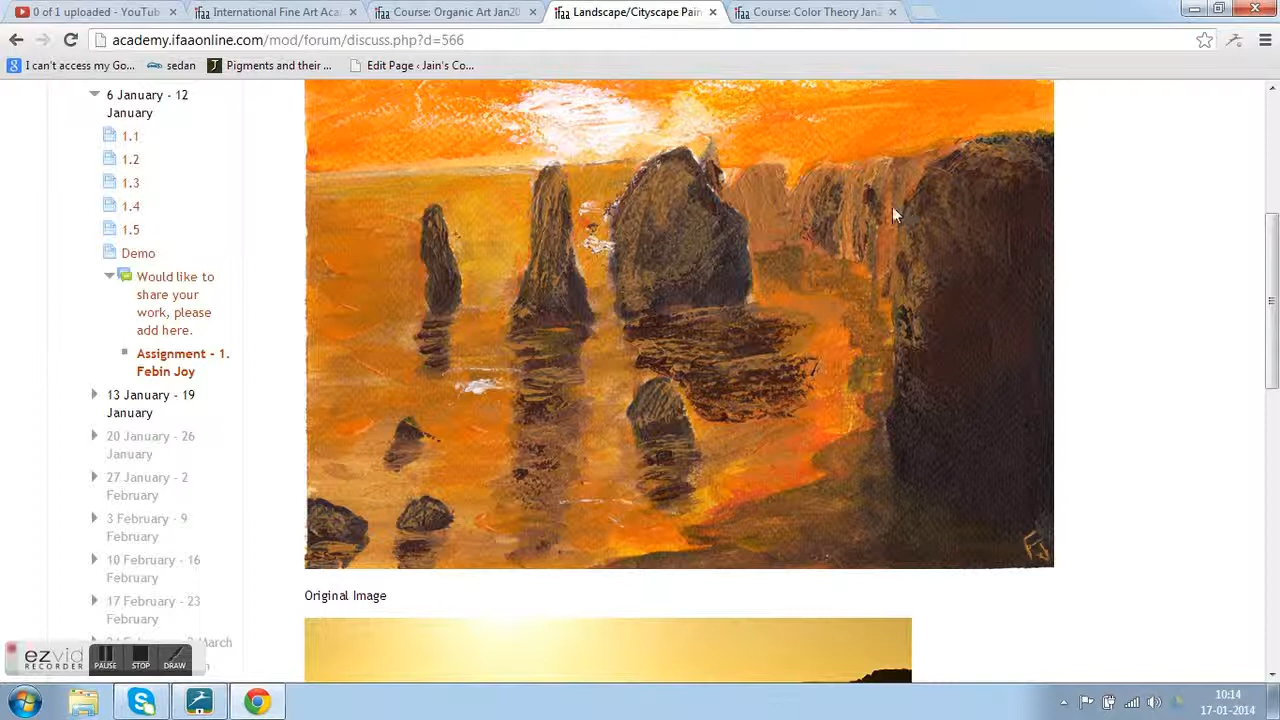 0 of 1 uploaded - YouTub
ifaa International Fine Art Aca
ifaa Course: Organic Art Jan20
ifaa Landscape/Cityscape Pain
ifaa Course: Color Theory Jan
academy.ifaaonline.com/mod/forum/discuss.php?d=566
I can't access my Go...
sedan
Pigments and their ...
Edit Page ‹ Jain's Co...
6 January - 12
January
1.1
1.2
1.3
1.4
1.5
Demo
Would like to
share your
work, please
add here.
Assignment - 1.
Febin Joy
13 January - 19
January
20 January - 26
January
27 January - 2
February
3 February - 9
February
10 February - 16
February
17 February - 23
February
March
Original Image
ezvid
RECORDER
PAUSE
STOP
DRAW
10:14
17-01-2014